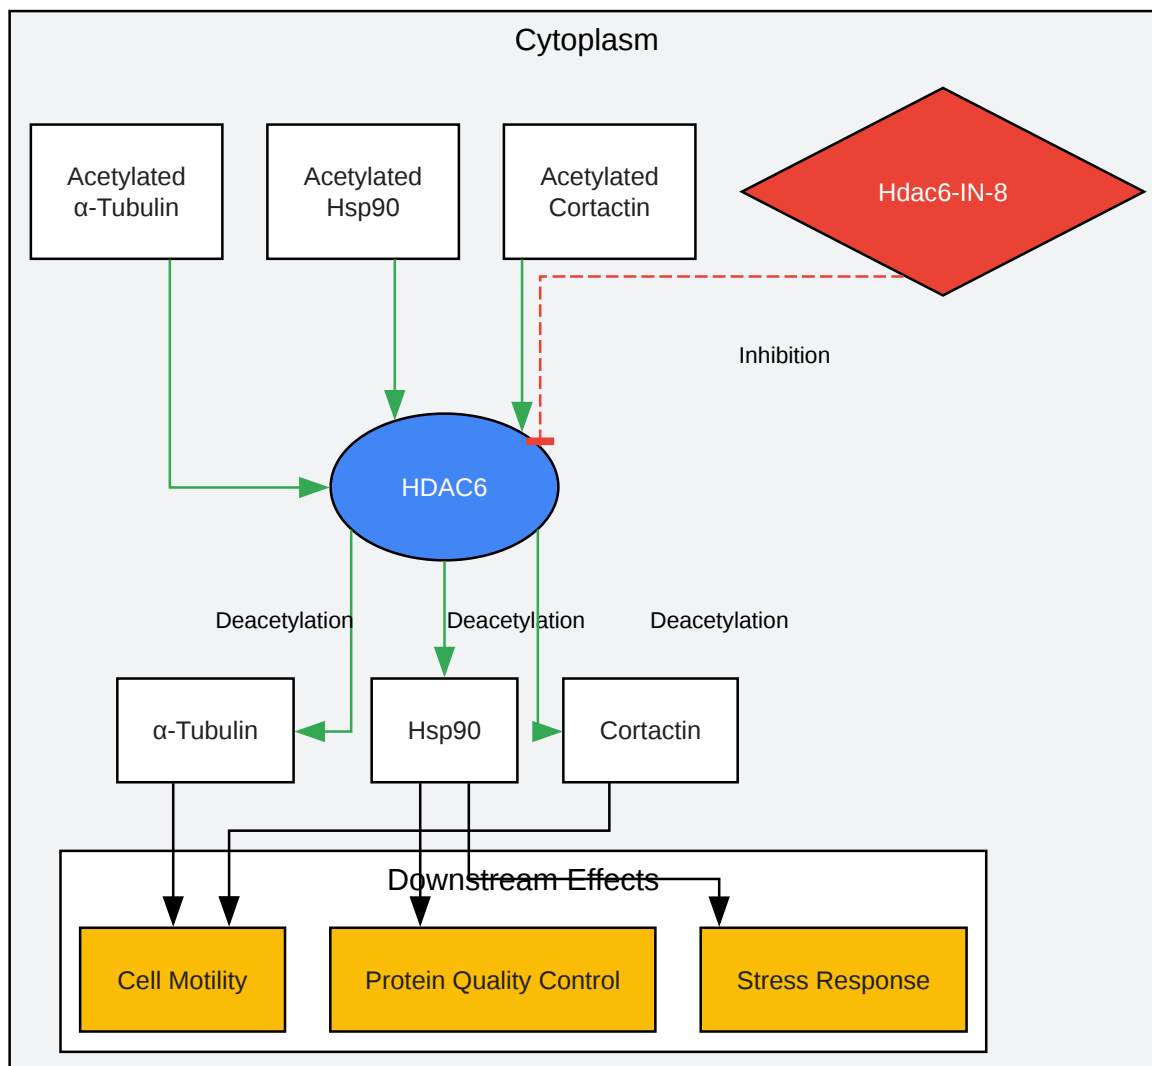 Cytoplasm
Acetylated
α-Tubulin
Acetylated
Hsp90
Acetylated
Cortactin
Hdac6-IN-8
Inhibition
HDAC6
Deacetylation
Deacetylation
Deacetylation
α-Tubulin
Hsp90
Cortactin
Downstream Effects
Cell Motility
Protein Quality Control
Stress Response